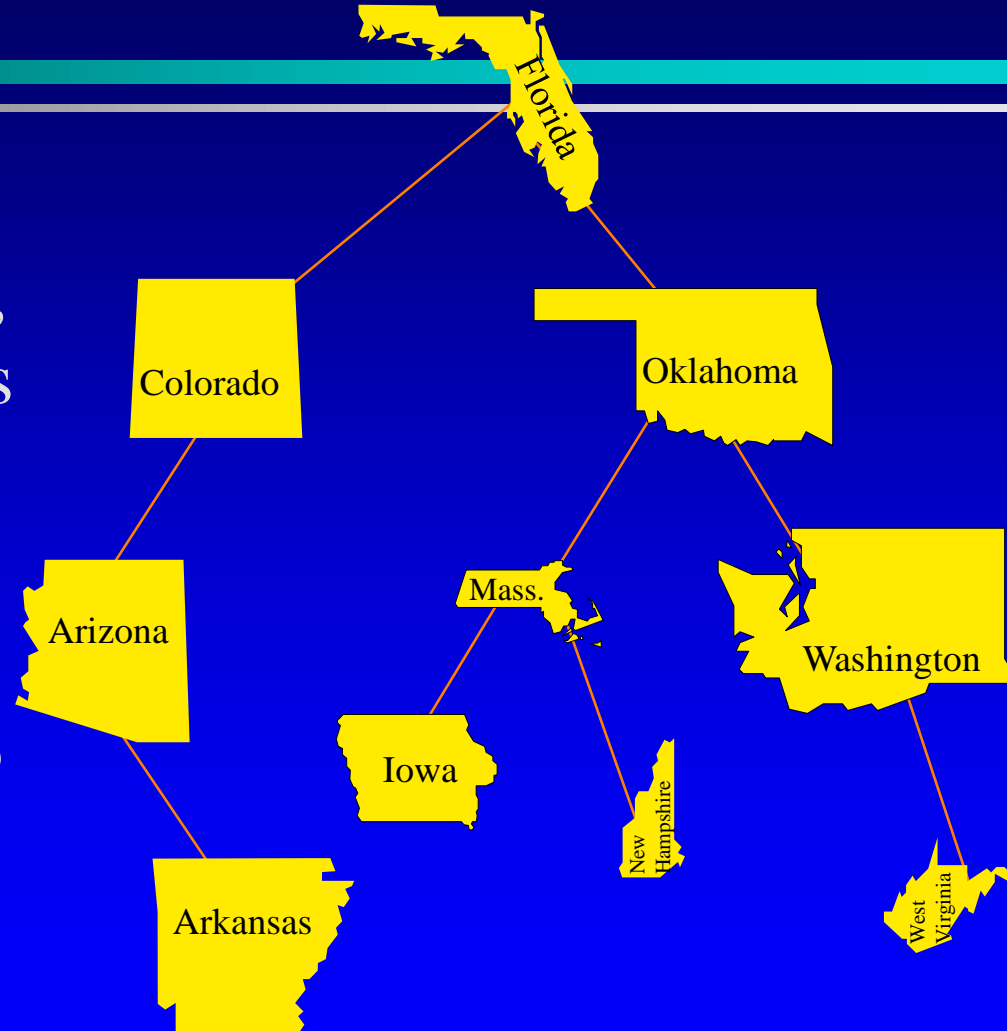 Florida
Colorado
Oklahoma
Arizona
Mass.
Washington
Iowa
New
Hampshire
Arkansas
West
Virginia